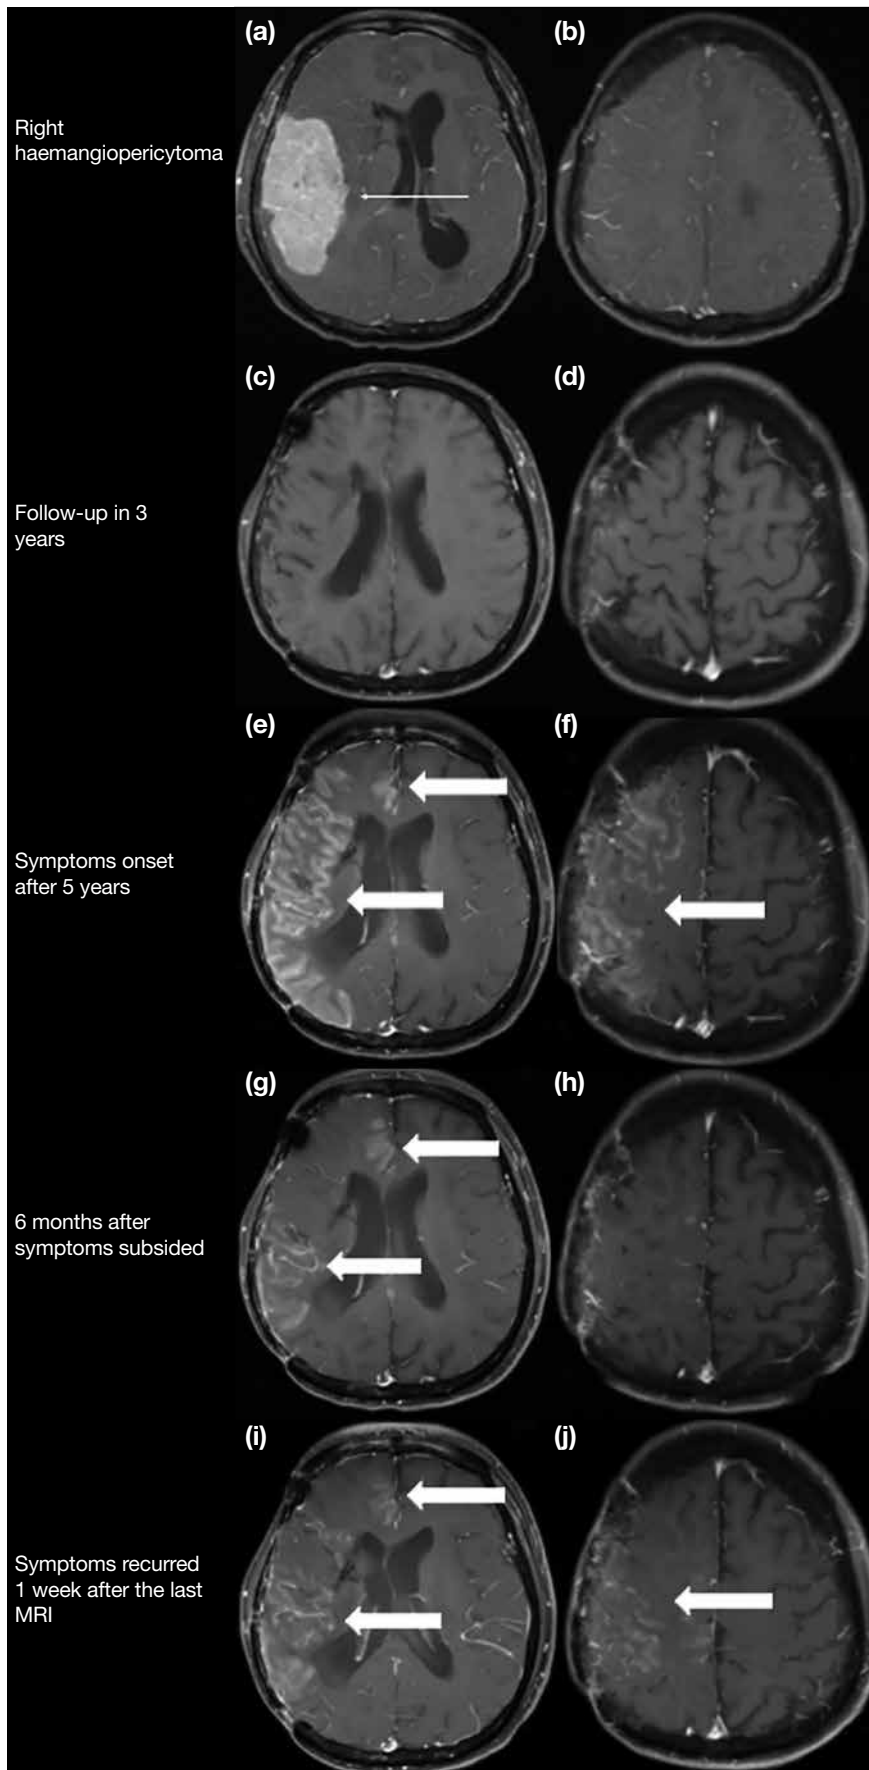 (a)
(b)
Right
haemangiopericytoma
(c)
(d)
Follow-up in 3
years
(e)
(f)
Symptoms onset
after 5 years
(g)
(h)
6 months after
symptoms subsided
(i)
(j)
Symptoms recurred
1 week after the last
MRI